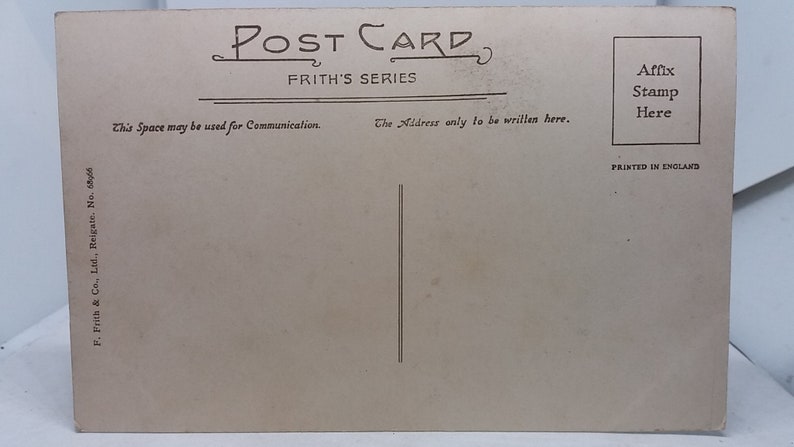 POST CARD
FRITH'S SERIES
Affix
Stamp
Here
This Space may be used for Communication.
The Address only to be written here.
PRINTED IN ENGLAND
F. Frith & Co., Ltd., Reigate. No. 68966